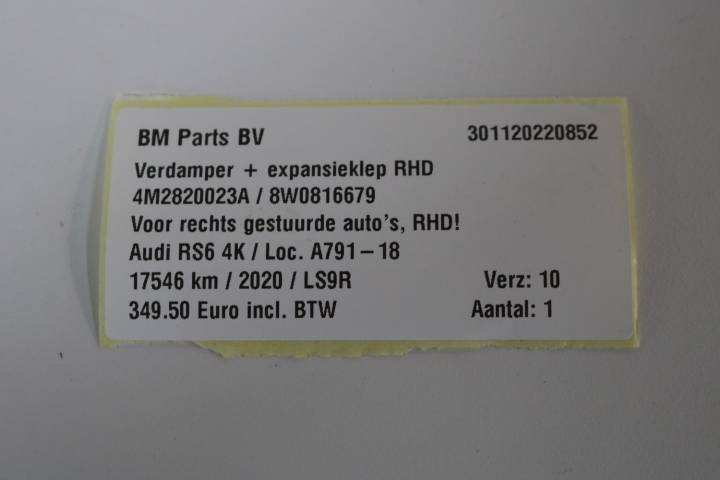 BM Parts BV 301120220852
Verdamper + expansieklep RHD
4M2820023A / 8W0816679
Voor rechts gestuurde auto's, RHD!
Audi RS6 4K / Loc. A791-18
17546 km / 2020 / LS9R Verz: 10
349.50 Euro incl. BTW Aantal: 1